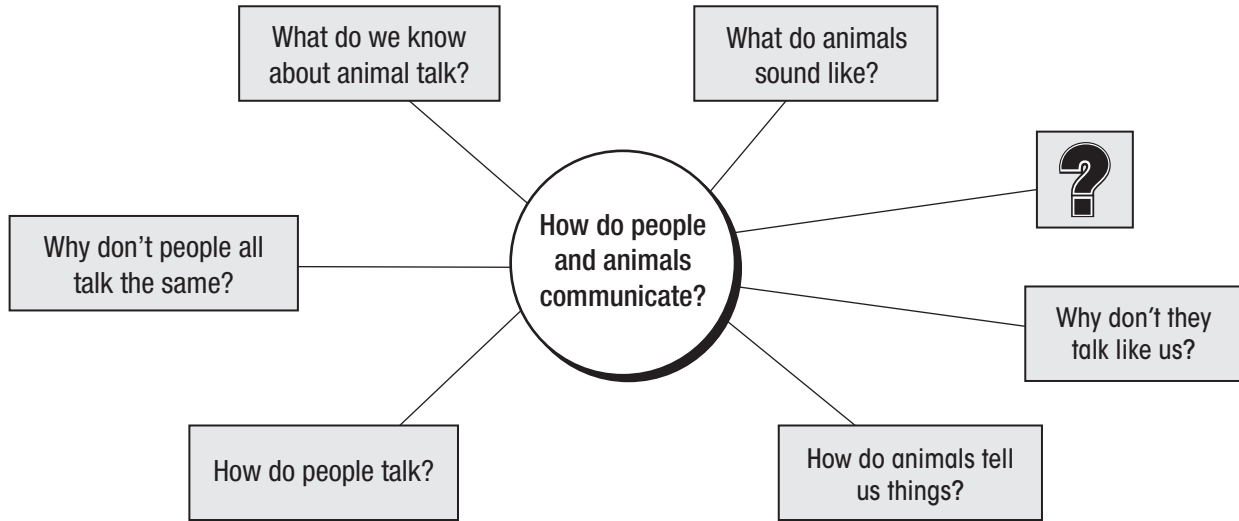 What do we know
about animal talk?
What do animals
sound like?
?
Why don’t people all
talk the same?
How do people
and animals
communicate?
Why don’t they
talk like us?
How do people talk?
How do animals tell
us things?